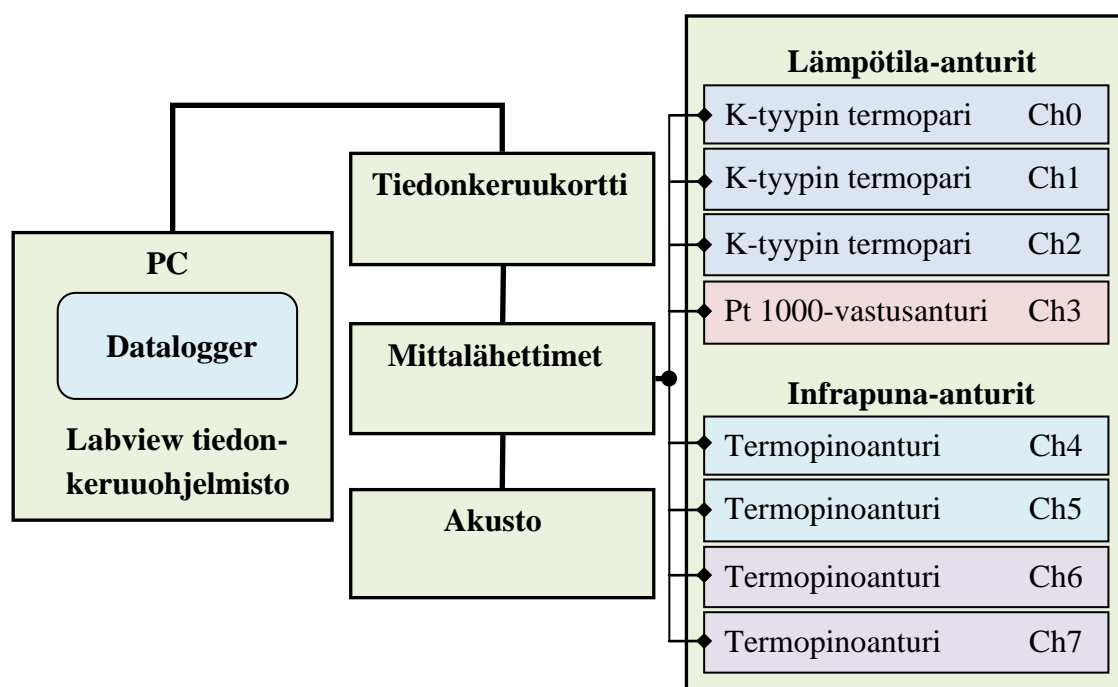 PC
Datalogger
Labview tiedon-
keruuohjelmisto
Tiedonkeruukortti
Mittalähettimet
Akusto
Lämpötila-anturit
K-tyypin termopari Ch0
K-tyypin termopari Ch1
K-tyypin termopari Ch2
Pt 1000-vastusanturi Ch3
Infrapuna-anturit
Termopinoanturi Ch4
Termopinoanturi Ch5
Termopinoanturi Ch6
Termopinoanturi Ch7